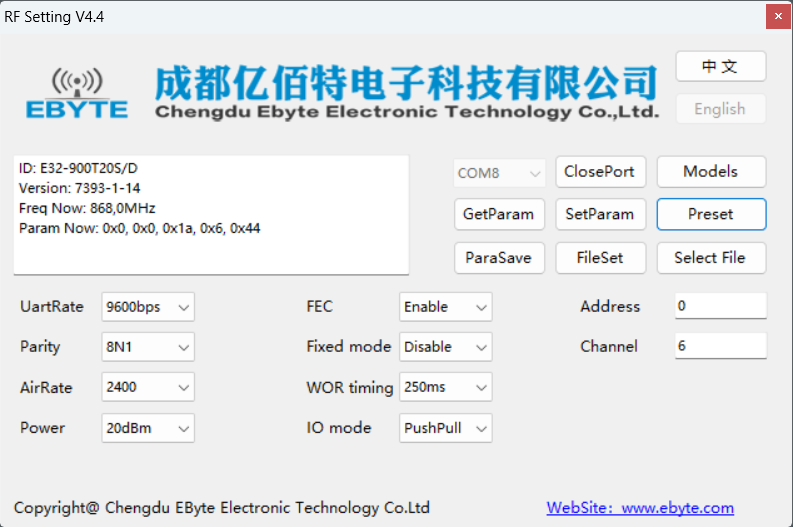 RF Setting V4.4
EBYTE
成都亿佰特电子科技有限公司
Chengdu Ebyte Electronic Technology Co.,Ltd.
中 文
English
ID: E32-900T20S/D
Version: 7393-1-14
Freq Now: 868,0MHz
Param Now: 0x0, 0x0, 0x1a, 0x6, 0x44
COM8 ClosePort Models
GetParam SetParam Preset
ParaSave FileSet Select File
UartRate 9600bps FEC Enable Address 0
Parity 8N1 Fixed mode Disable Channel 6
AirRate 2400 WOR timing 250ms
Power 20dBm IO mode PushPull
Copyright@ Chengdu EByte Electronic Technology Co.Ltd WebSite：www.ebyte.com